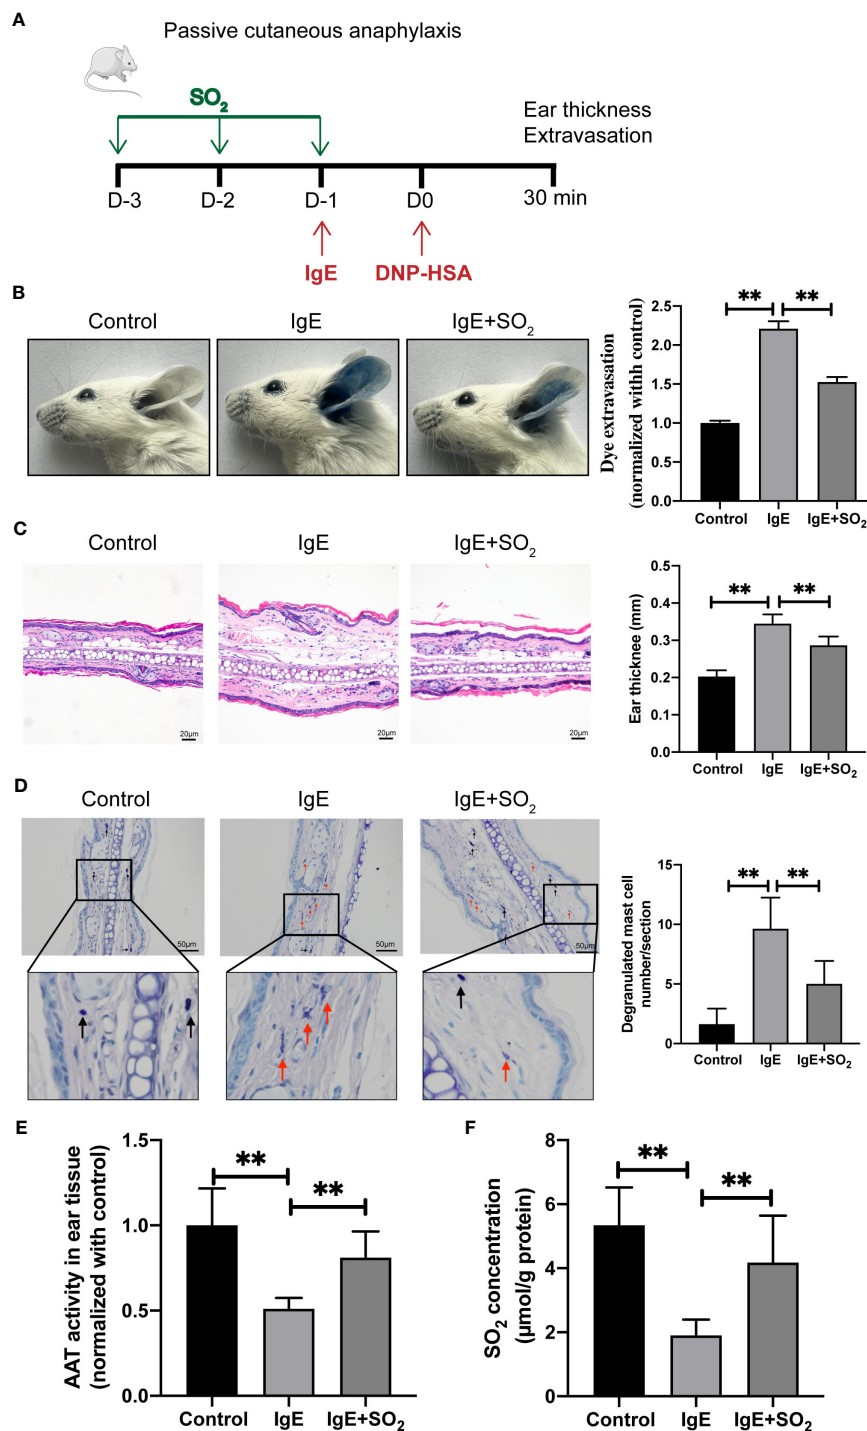 A
Passive cutaneous anaphylaxis
SO2
Ear thickness
Extravasation
D-3
D-2
D-1
D0
30 min
IgE
DNP-HSA
B
Control
IgE
IgE+SO2
Dye extravasation
(normalized withh control)
2.5
2.0
1.5
1.0
0.5
0.0
**
**
Control
IgE
IgE+SO2
C
Control
IgE
IgE+SO2
20μm
20μm
20μm
Ear thicknee (mm)
0.5
0.4
0.3
0.2
0.1
0.0
**
**
Control
IgE
IgE+SO2
D
Control
IgE
IgE+SO2
50μm
50μm
50μm
Degranulated mast cell
number/section
15
10
5
0
**
**
Control
IgE
IgE+SO2
E
AAT activity in ear tissue
(normalized with control)
1.5
1.0
0.5
0.0
**
**
Control
IgE
IgE+SO2
F
SO2 concentration
(μmol/g protein)
8
6
4
2
0
**
**
Control
IgE
IgE+SO2